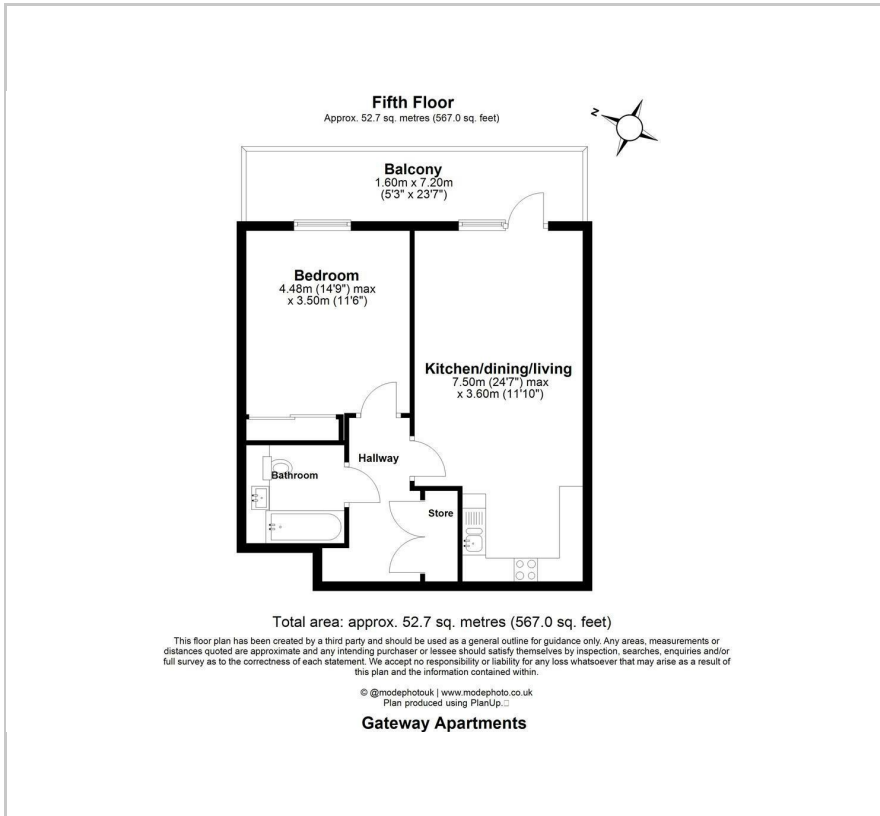 Fifth Floor
Approx. 52.7 sq. metres (567.0 sq. feet)
N
Balcony
1.60m x 7.20m
(5'3" x 23'7")
Bedroom
4.48m (14'9") max
x 3.50m (11'6")
Kitchen/dining/living
7.50m (24'7") max
x 3.60m (11'10")
Hallway
Bathroom
Store
Total area: approx. 52.7 sq. metres (567.0 sq. feet)
This floor plan has been created by a third party and should be used as a general outline for guidance only. Any areas, measurements or
distances quoted are approximate and any intending purchaser or lessee should satisfy themselves by inspection, searches, enquiries and/or
full survey as to the correctness of each statement. We accept no responsibility or liability for any loss whatsoever that may arise as a result of
this plan and the information contained within.
© @modephotouk | www.modephoto.co.uk
Plan produced using PlanUp.□
Gateway Apartments